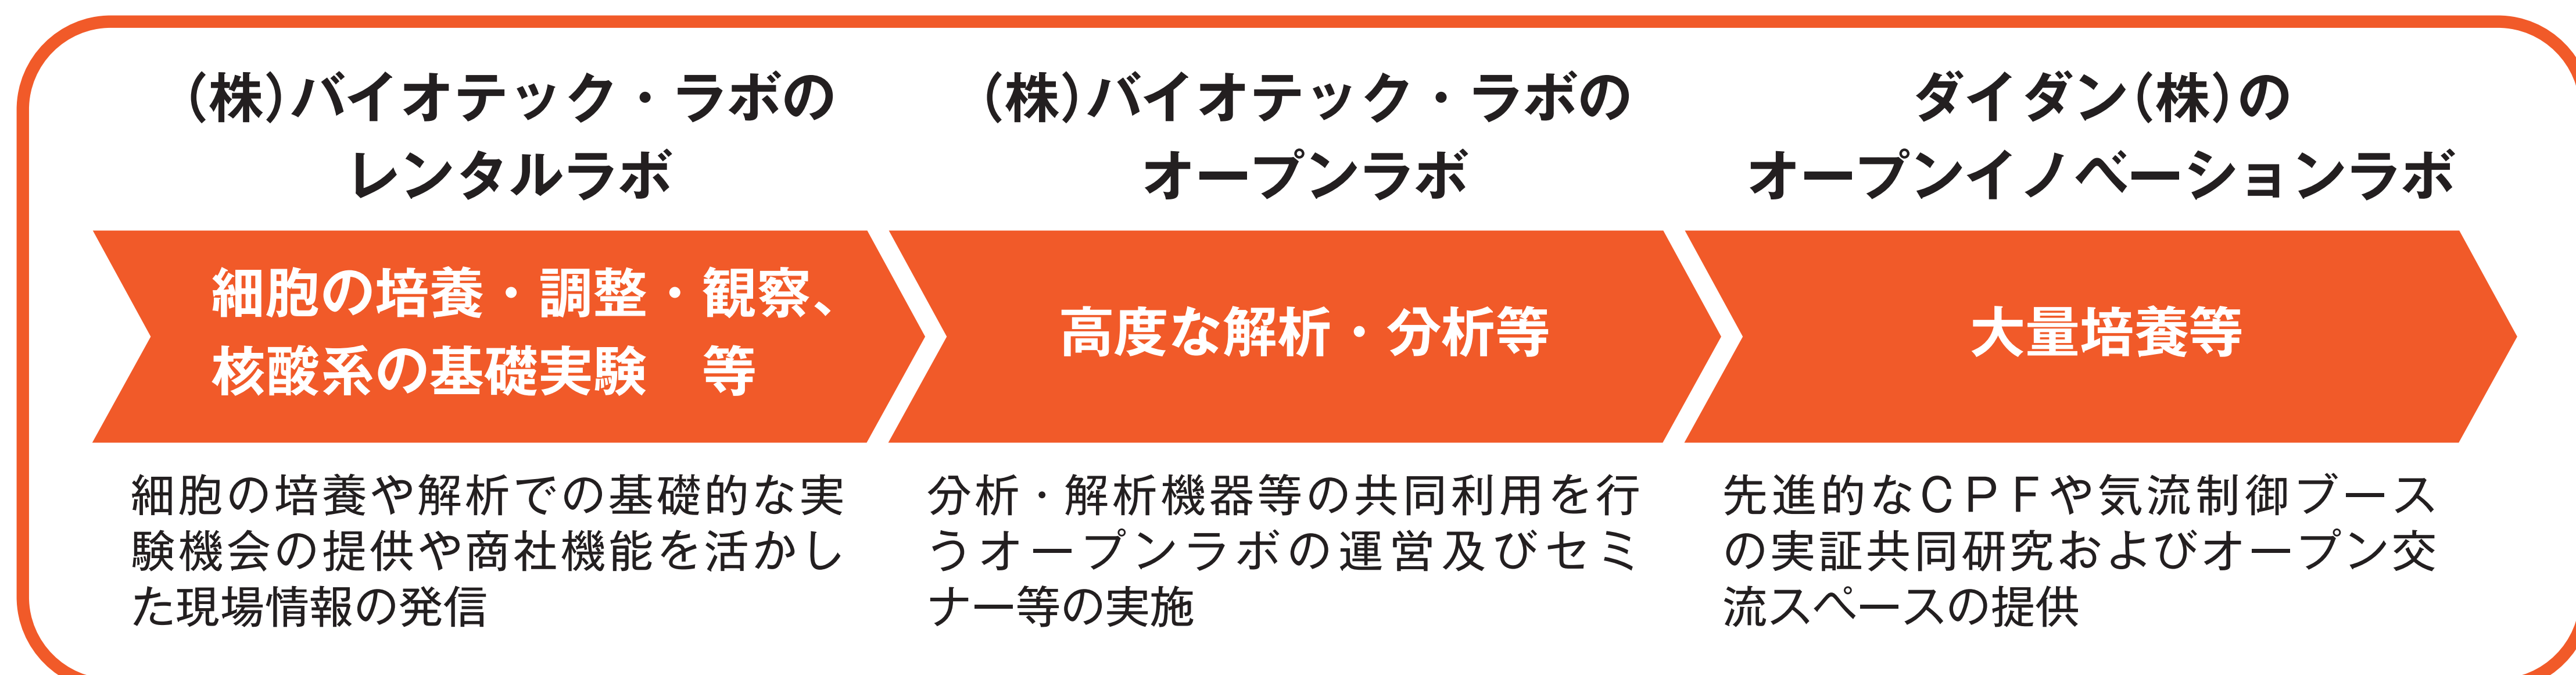 (株)バイオテック・ラボの
レンタルラボ
細胞の培養・調整・観察、
核酸系の基礎実験　等
細胞の培養や解析での基礎的な実
験機会の提供や商社機能を活かし
た現場情報の発信
(株)バイオテック・ラボの
オープンラボ
高度な解析・分析等
分析・解析機器等の共同利用を行
うオープンラボの運営及びセミ
ナー等の実施
ダイダン(株)の
オープンイノベーションラボ
大量培養等
先進的なＣＰＦや気流制御ブース
の実証共同研究およびオープン交
流スペースの提供